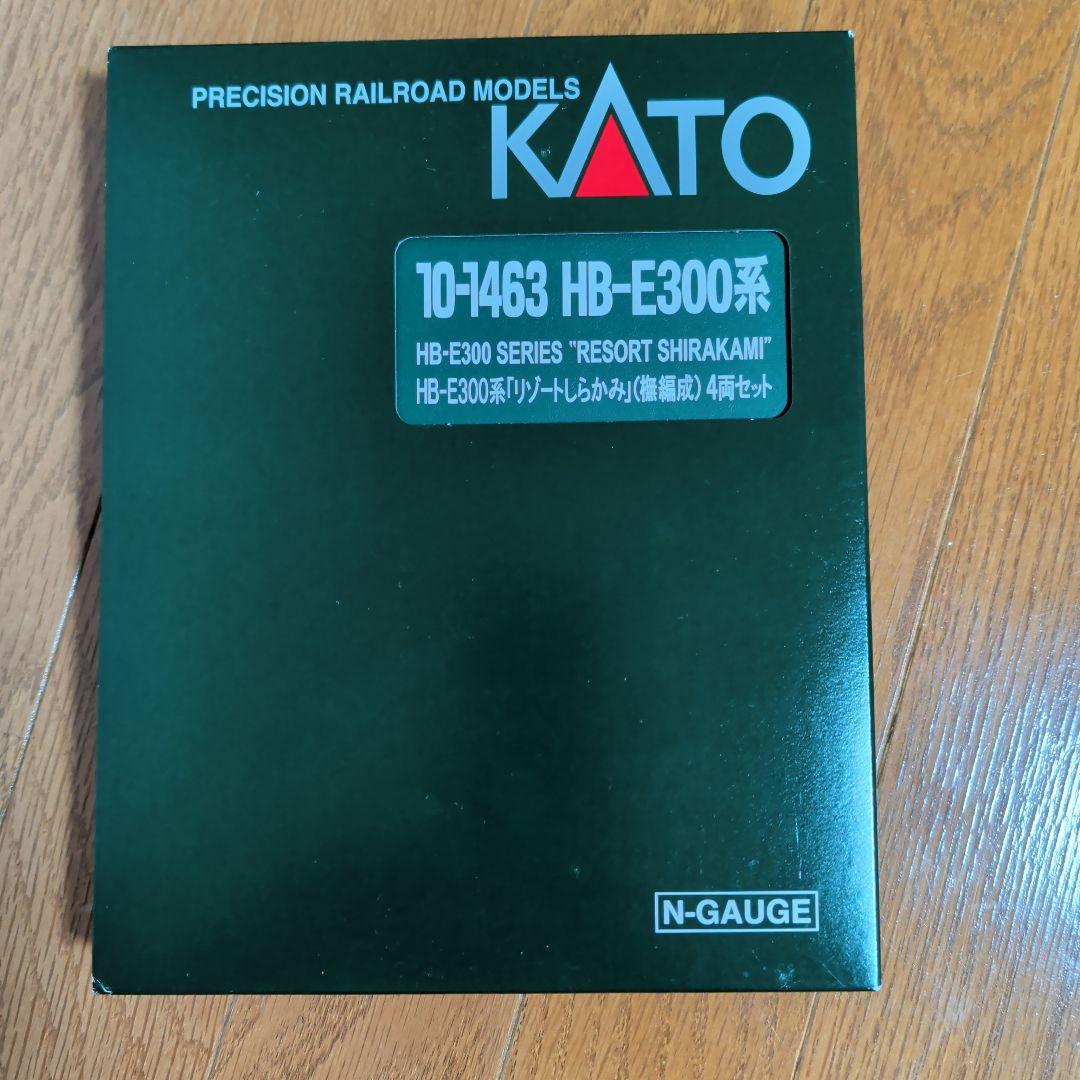 PRECISION RAILROAD MODELS
KATO
10-1463 HB-E300系
HB-E300 SERIES "RESORT SHIRAKAMI"
HB-E300系「リゾートしらかみ」(橅編成) 4両セット
N-GAUGE